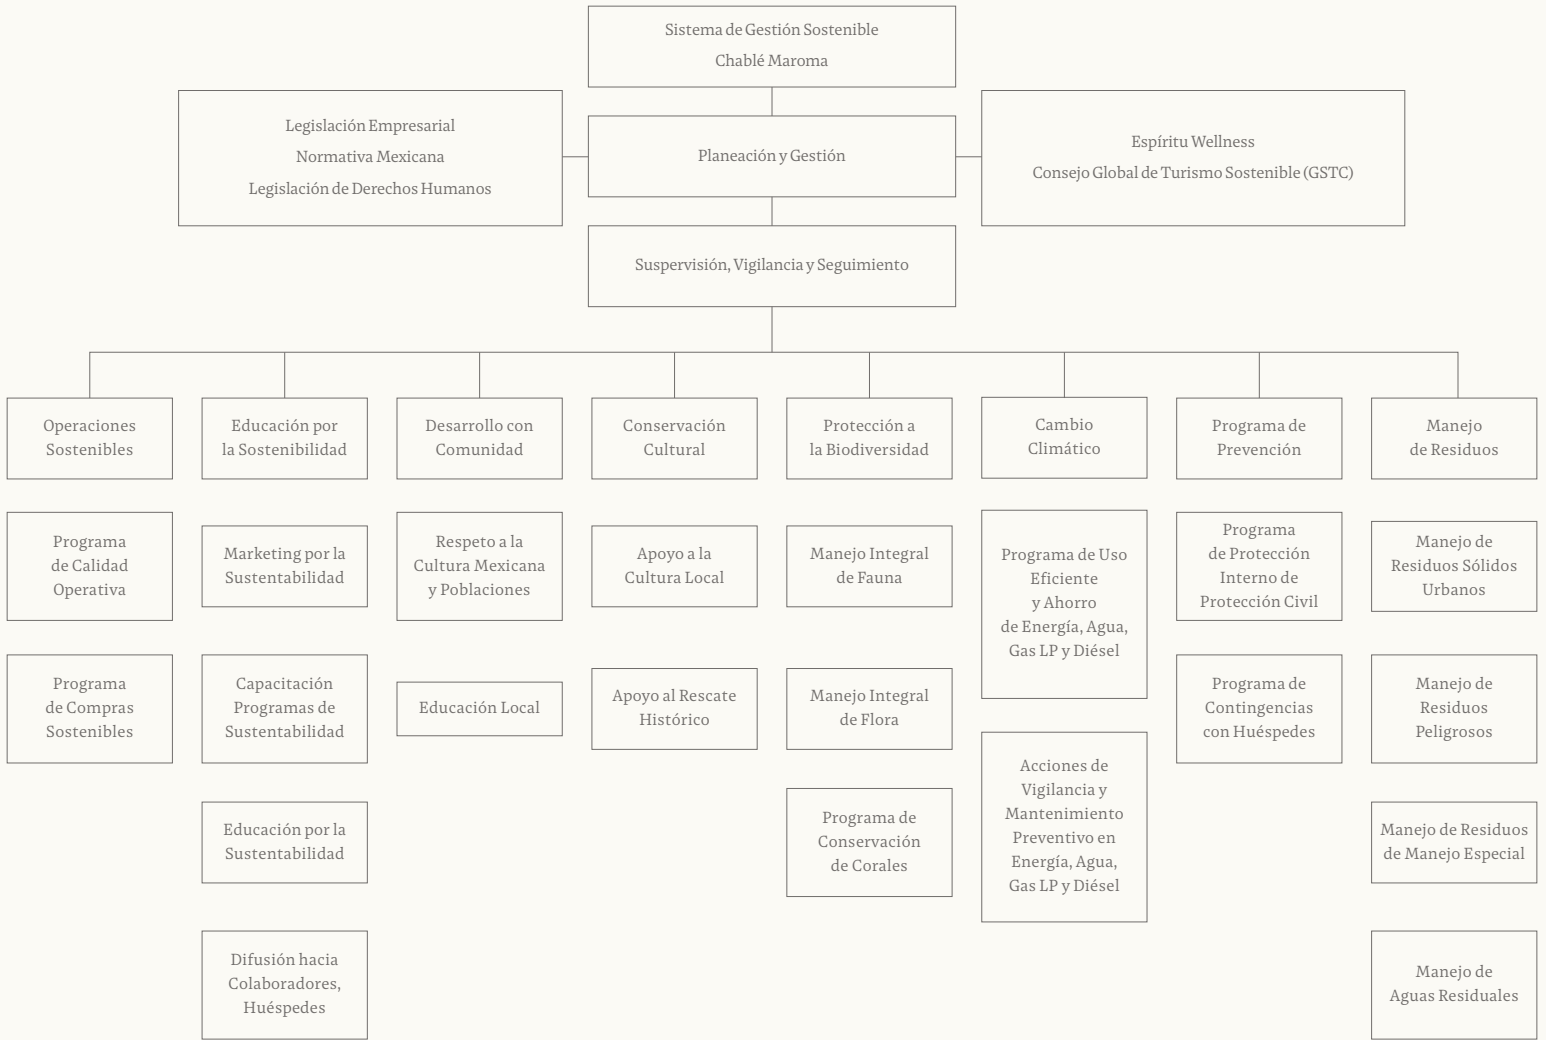 Sistema de Gestión Sostenible
Chablé Maroma
Legislación Empresarial
Normativa Mexicana
Legislación de Derechos Humanos
Planeación y Gestión
Espíritu Wellness
Consejo Global de Turismo Sostenible (GSTC)
Suspervisión, Vigilancia y Seguimiento
Operaciones
Sostenibles
Educación por
la Sostenibilidad
Desarrollo con
Comunidad
Conservación
Cultural
Protección a
la Biodiversidad
Cambio
Climático
Programa de
Prevención
Manejo
de Residuos
Programa
de Calidad
Operativa
Marketing por la
Sustentabilidad
Respeto a la
Cultura Mexicana
y Poblaciones
Apoyo a la
Cultura Local
Manejo Integral
de Fauna
Programa de Uso
Eficiente
y Ahorro
de Energía, Agua,
Gas LP y Diésel
Programa
de Protección
Interno de
Protección Civil
Manejo de
Residuos Sólidos
Urbanos
Programa
de Compras
Sostenibles
Capacitación
Programas de
Sustentabilidad
Educación Local
Apoyo al Rescate
Histórico
Manejo Integral
de Flora
Programa de
Contingencias
con Huéspedes
Manejo de
Residuos
Peligrosos
Acciones de
Vigilancia y
Mantenimiento
Preventivo en
Energía, Agua,
Gas LP y Diésel
Educación por la
Sustentabilidad
Programa de
Conservación
de Corales
Manejo de Residuos
de Manejo Especial
Difusión hacia
Colaboradores,
Huéspedes
Manejo de
Aguas Residuales